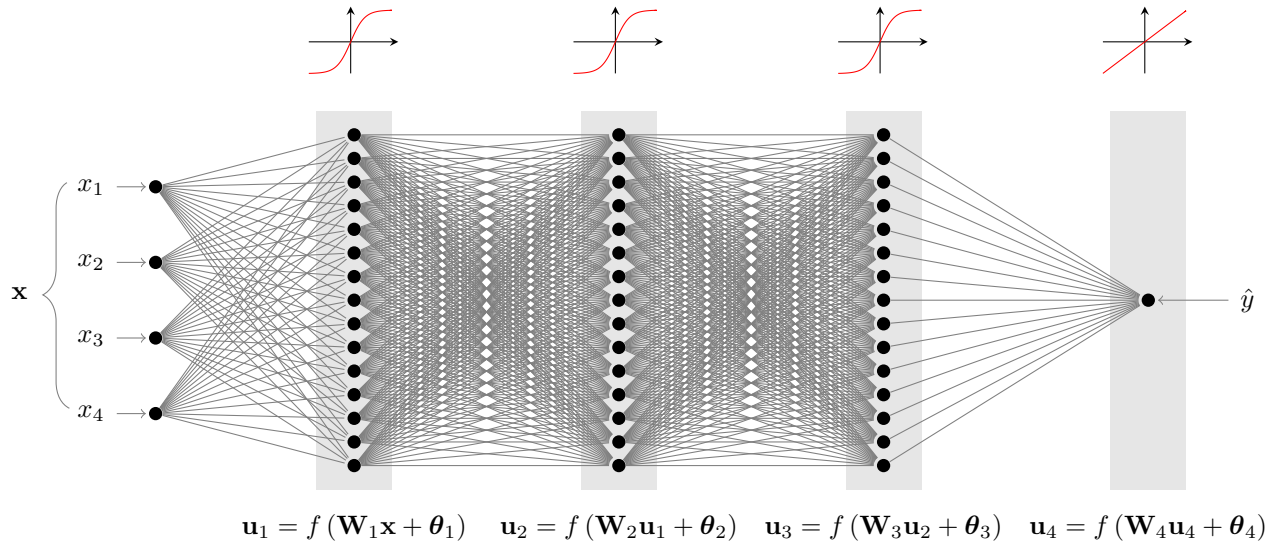 x₁
x₂
x
x₃
x₄
ŷ
u₁ = f (W₁x + θ₁)
u₂ = f (W₂u₁ + θ₂)
u₃ = f (W₃u₂ + θ₃)
u₄ = f (W₄u₄ + θ₄)